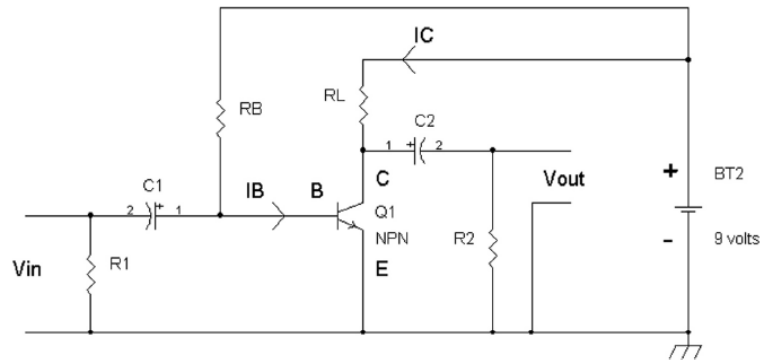 IC
RB
RL
C2
1 + 2
C1
2 + 1
IB
B
C
Q1
NPN
E
Vin
R1
R2
Vout
+
BT2
-
9 volts